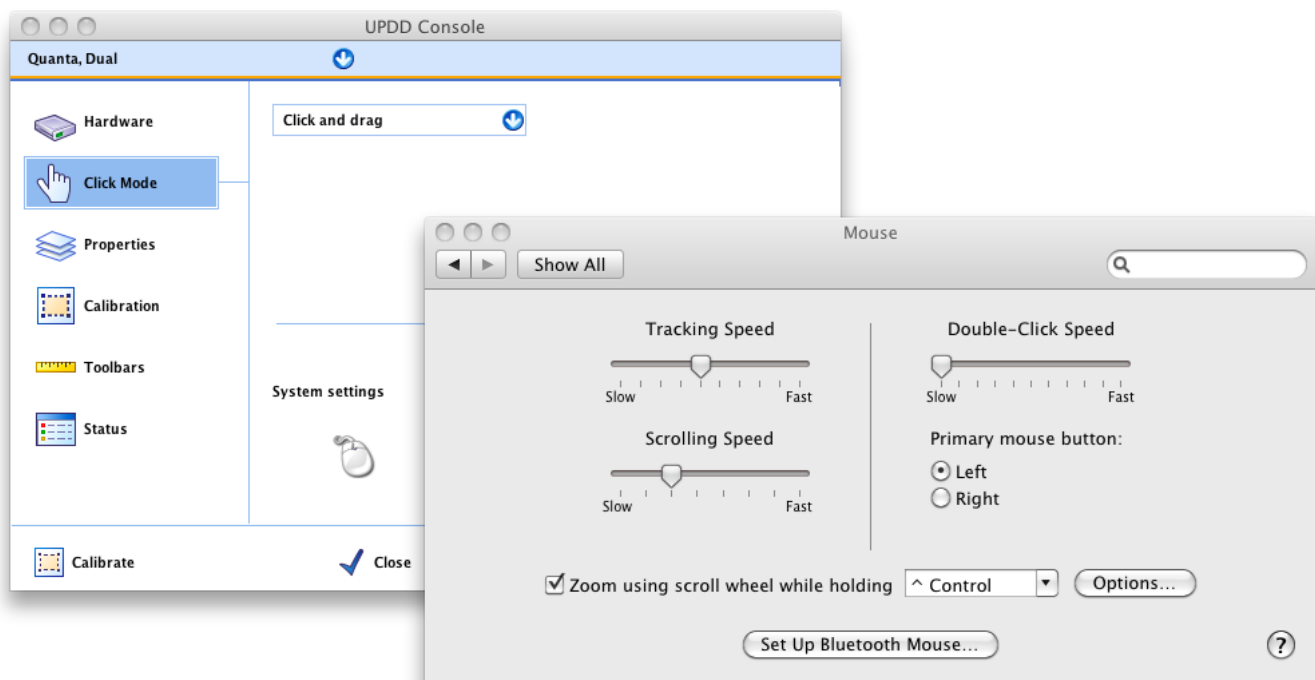 UPDD Console
Quanta, Dual
Hardware
Click Mode
Properties
Calibration
Toolbars
Status
Click and drag
System settings
Calibrate
Close
Mouse
Show All
Tracking Speed
Slow Fast
Scrolling Speed
Slow Fast
Double-Click Speed
Slow Fast
Primary mouse button:
Left
Right
Zoom using scroll wheel while holding ^ Control Options...
Set Up Bluetooth Mouse... ?